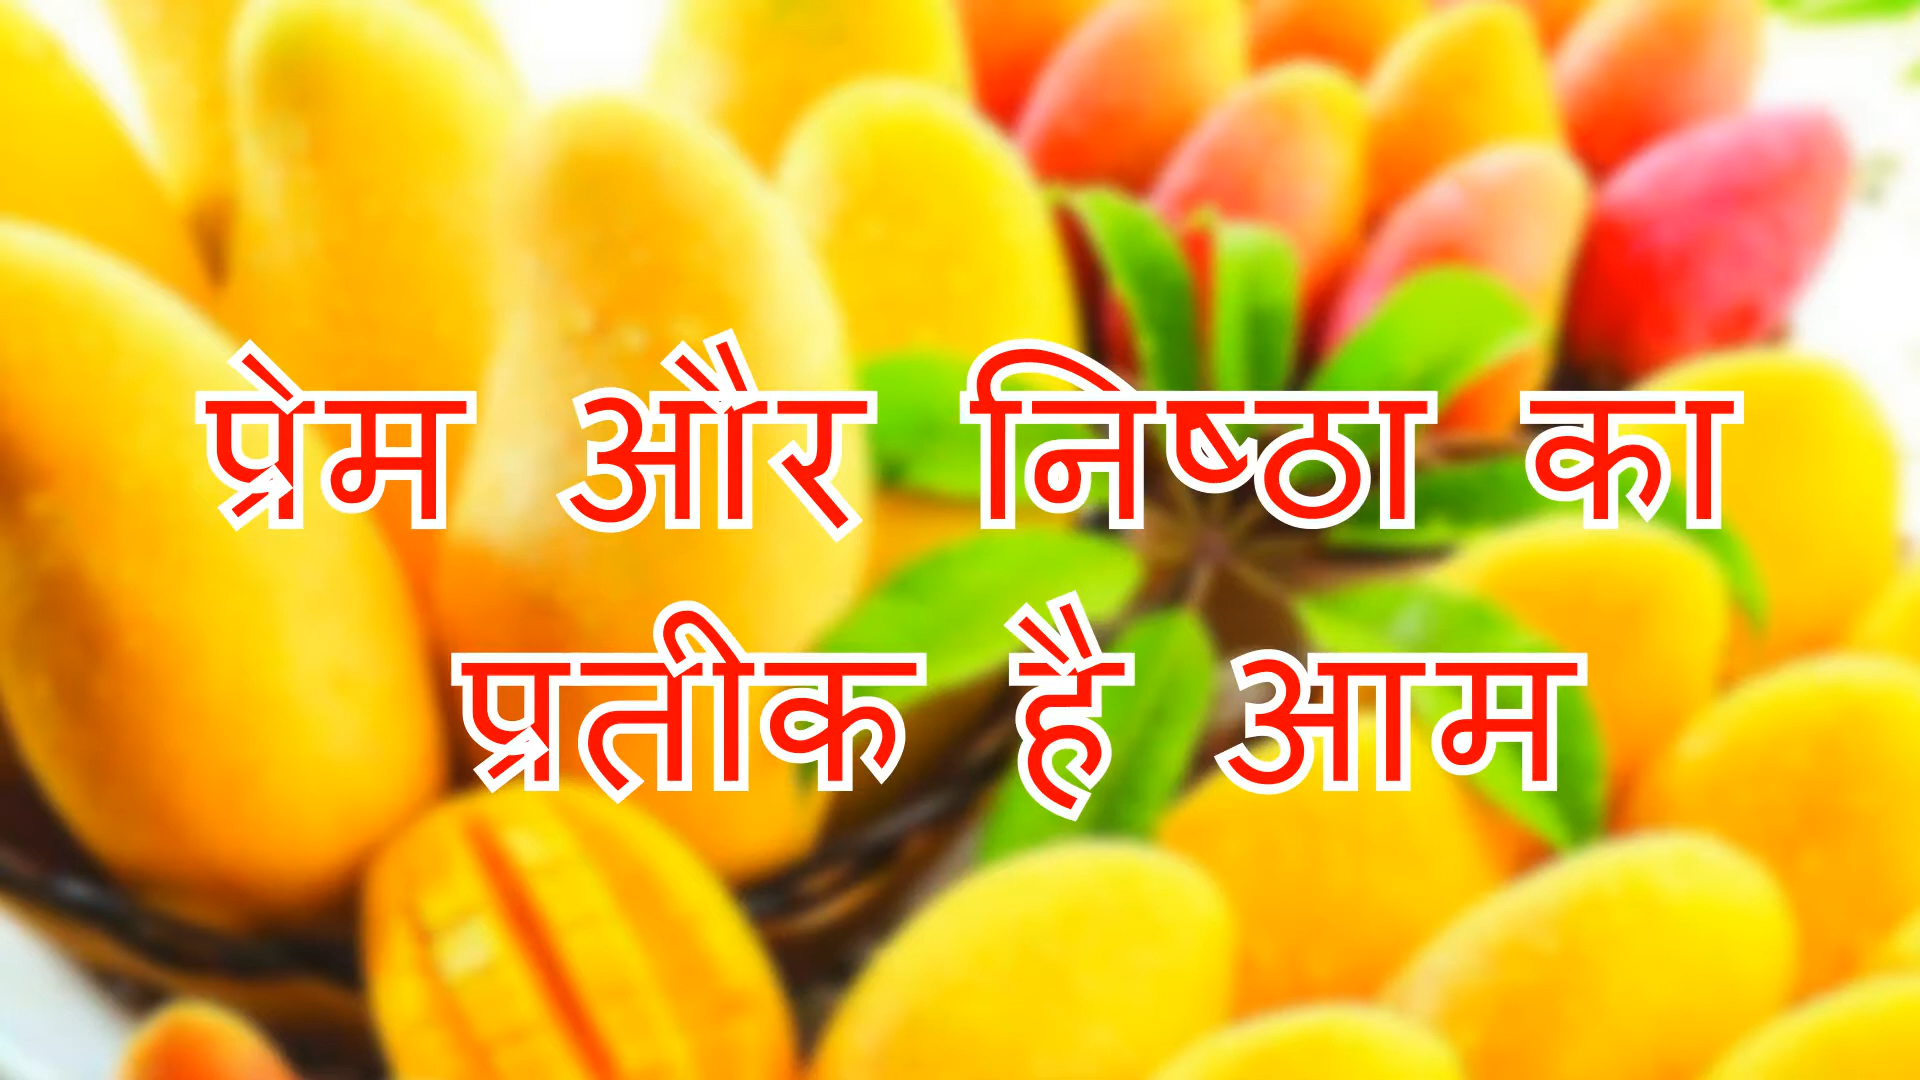 प्रेम और निष्ठा का
प्रतीक है आम